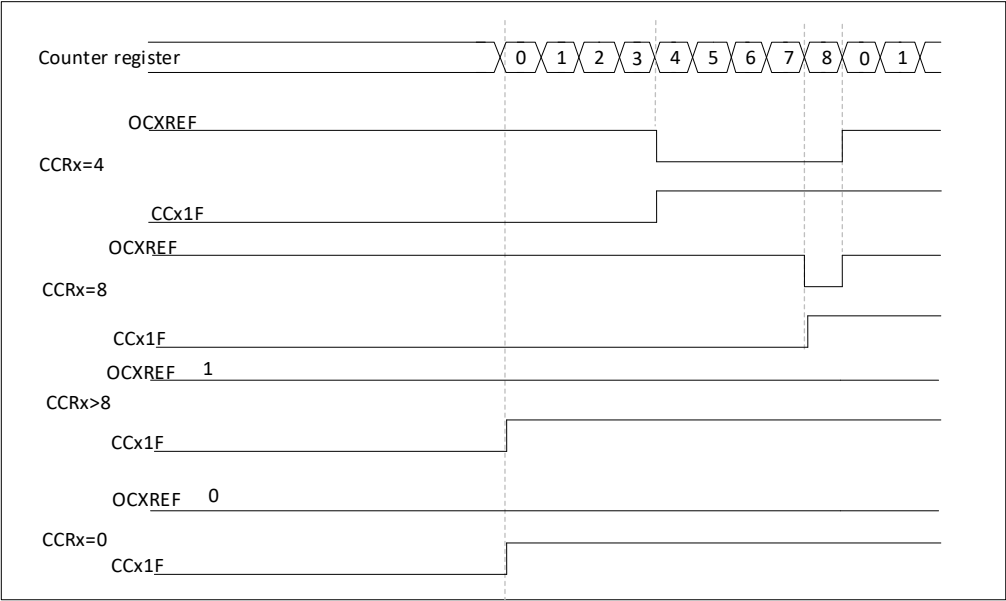 Counter register 0 1 2 3 4 5 6 7 8 0 1
OCXREF
CCRx=4
CCx1F
OCXREF
CCRx=8
CCx1F
OCXREF 1
CCRx>8
CCx1F
OCXREF 0
CCRx=0
CCx1F